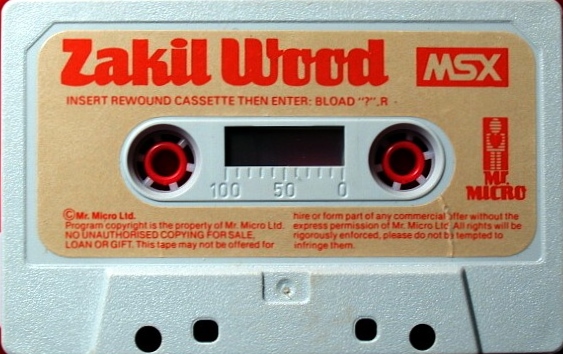 Zakil Wood
MSX
INSERT REWOUND CASSETTE THEN ENTER: BLOAD "?",R
100 50 0
Mr.
MICRO
©Mr. Micro Ltd.
Program copyright is the property of Mr. Micro Ltd.
NO UNAUTHORISED COPYING FOR SALE,
LOAN OR GIFT. This tape may not be offered for
hire or form part of any commercial offer without the
express permission of Mr. Micro Ltd. All rights will be
rigorously enforced, please do not be tempted to
infringe them.